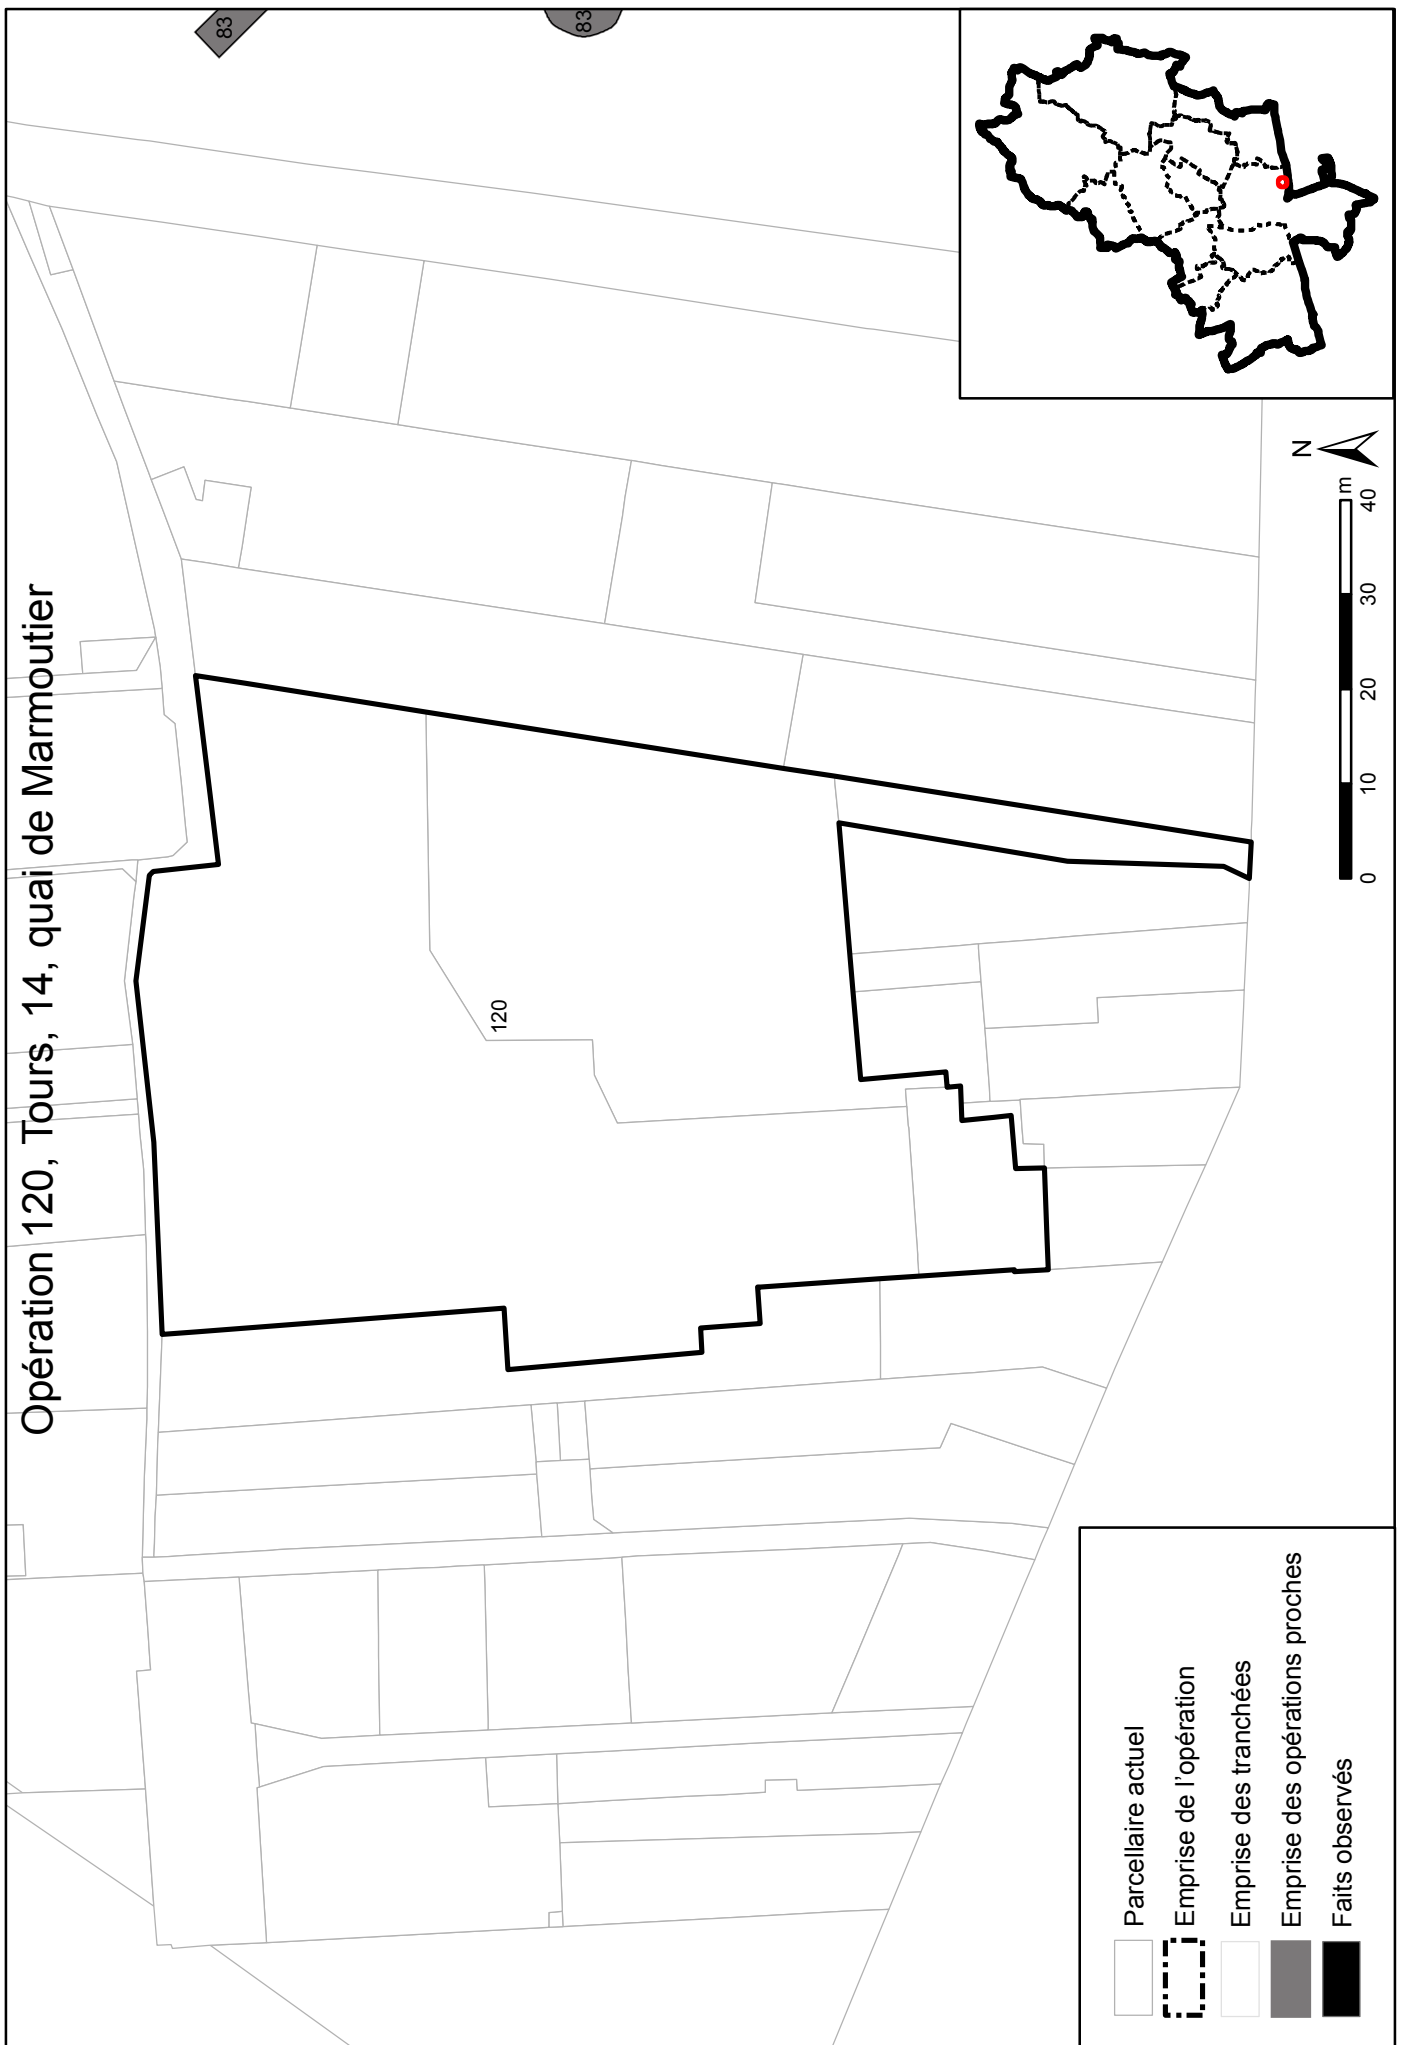 Opération 120, Tours, 14, quai de Marmoutier
83
83
120
N
m
0 10 20 30 40
Parcellaire actuel
Emprise de l'opération
Emprise des tranchées
Emprise des opérations proches
Faits observés